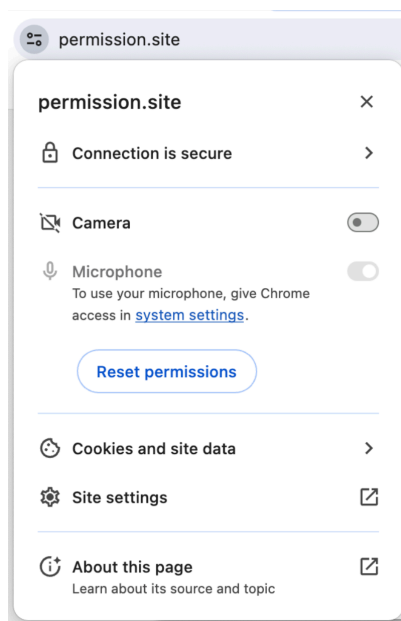 permission.site
permission.site
Connection is secure
Camera
Microphone
To use your microphone, give Chrome
access in system settings.
Reset permissions
Cookies and site data
Site settings
About this page
Learn about its source and topic